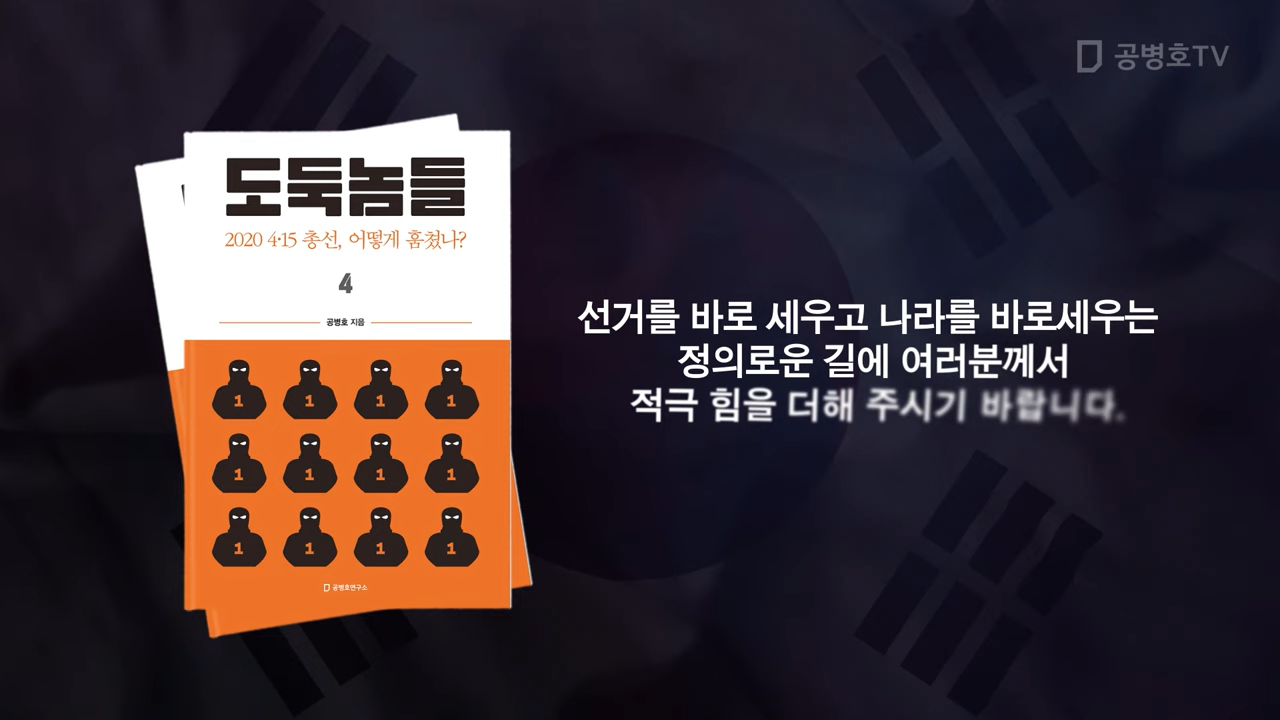 공병호TV
도둑놈들
2020 4·15 총선, 어떻게 훔쳤나?
4
공병호 지음
1 1 1 1
1 1 1 1
1 1 1 1
공병호연구소
선거를 바로 세우고 나라를 바로세우는
정의로운 길에 여러분께서
적극 힘을 더해 주시기 바랍니다.